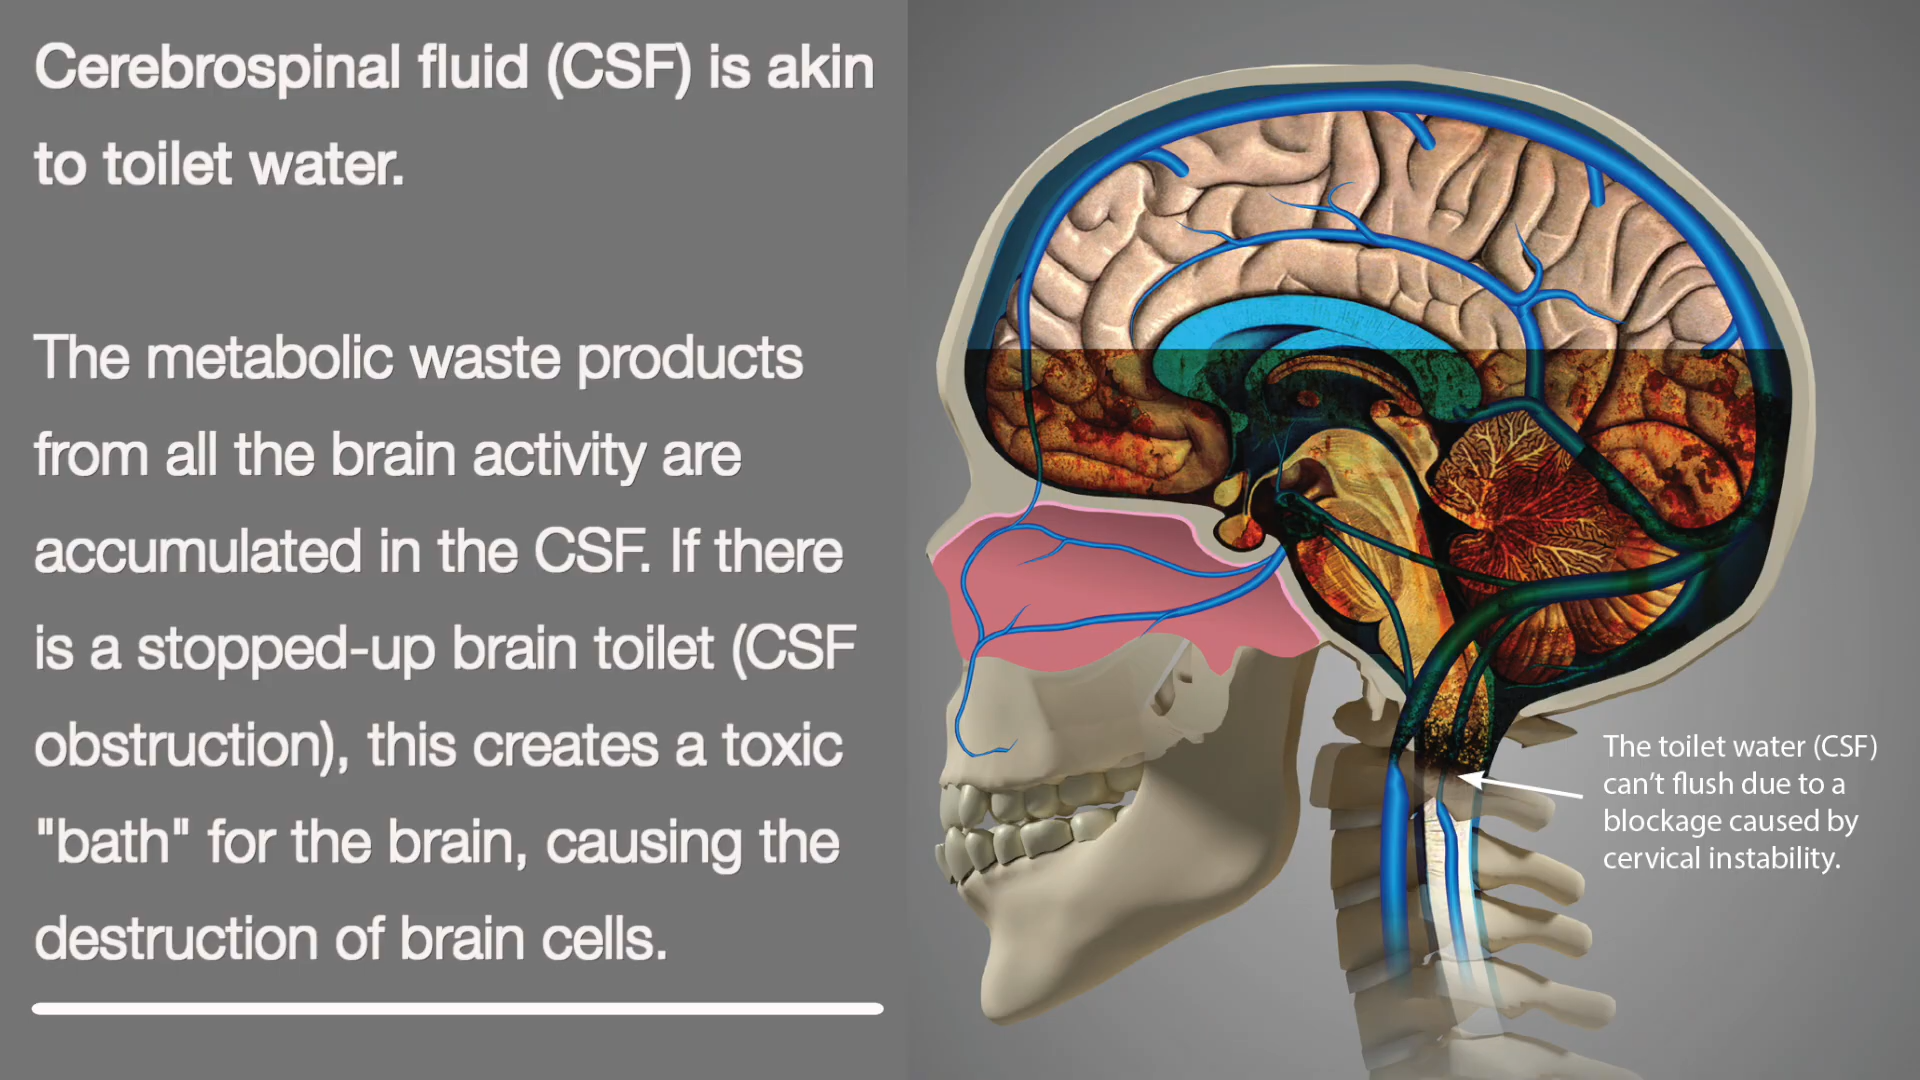 Cerebrospinal fluid (CSF) is akin
to toilet water.
The metabolic waste products
from all the brain activity are
accumulated in the CSF. If there
is a stopped-up brain toilet (CSF
obstruction), this creates a toxic
"bath" for the brain, causing the
destruction of brain cells.
The toilet water (CSF)
can't flush due to a
blockage caused by
cervical instability.